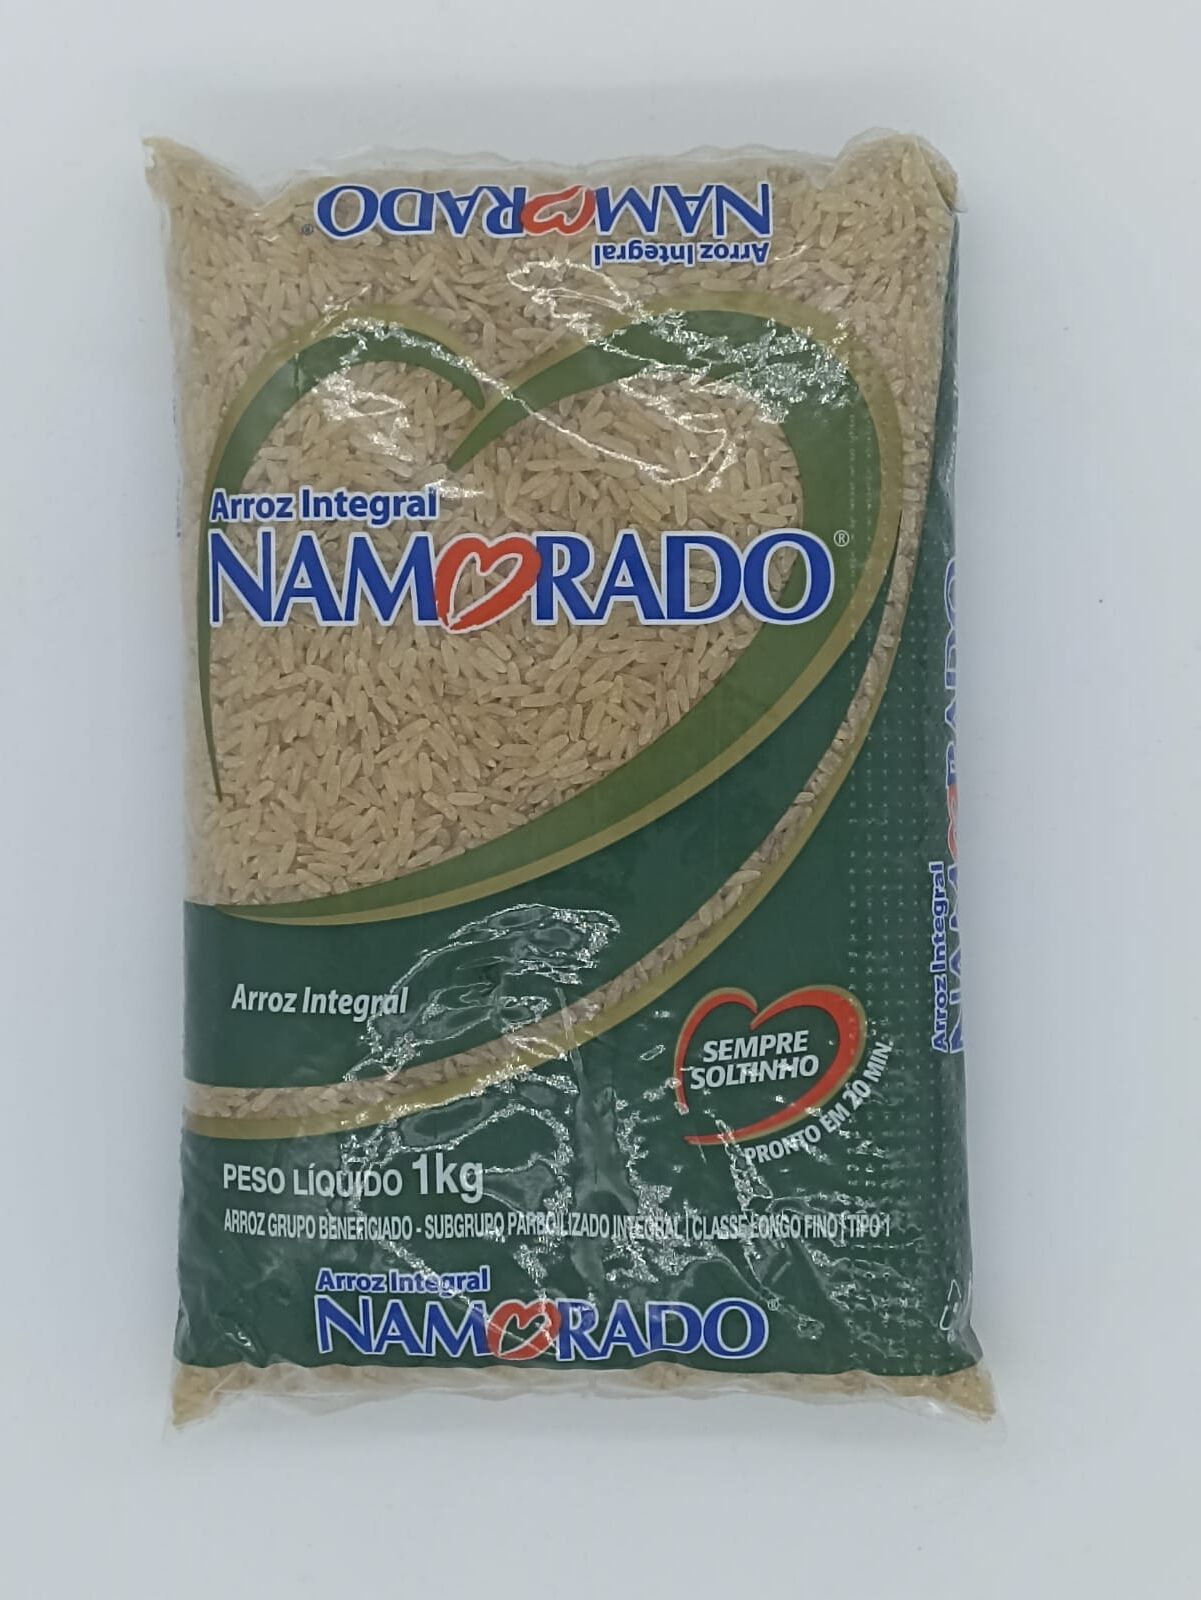 NAMORADO®
Arroz Integral
Arroz Integral
NAMORADO®
Arroz Integral
NAMORADO
Arroz Integral
SEMPRE
SOLTINHO
PRONTO EM 20 MIN.
PESO LÍQUIDO 1kg
ARROZ GRUPO BENEFICIADO - SUBGRUPO PARBOILIZADO INTEGRAL | CLASSE LONGO FINO | TIPO 1
Arroz Integral
NAMORADO®